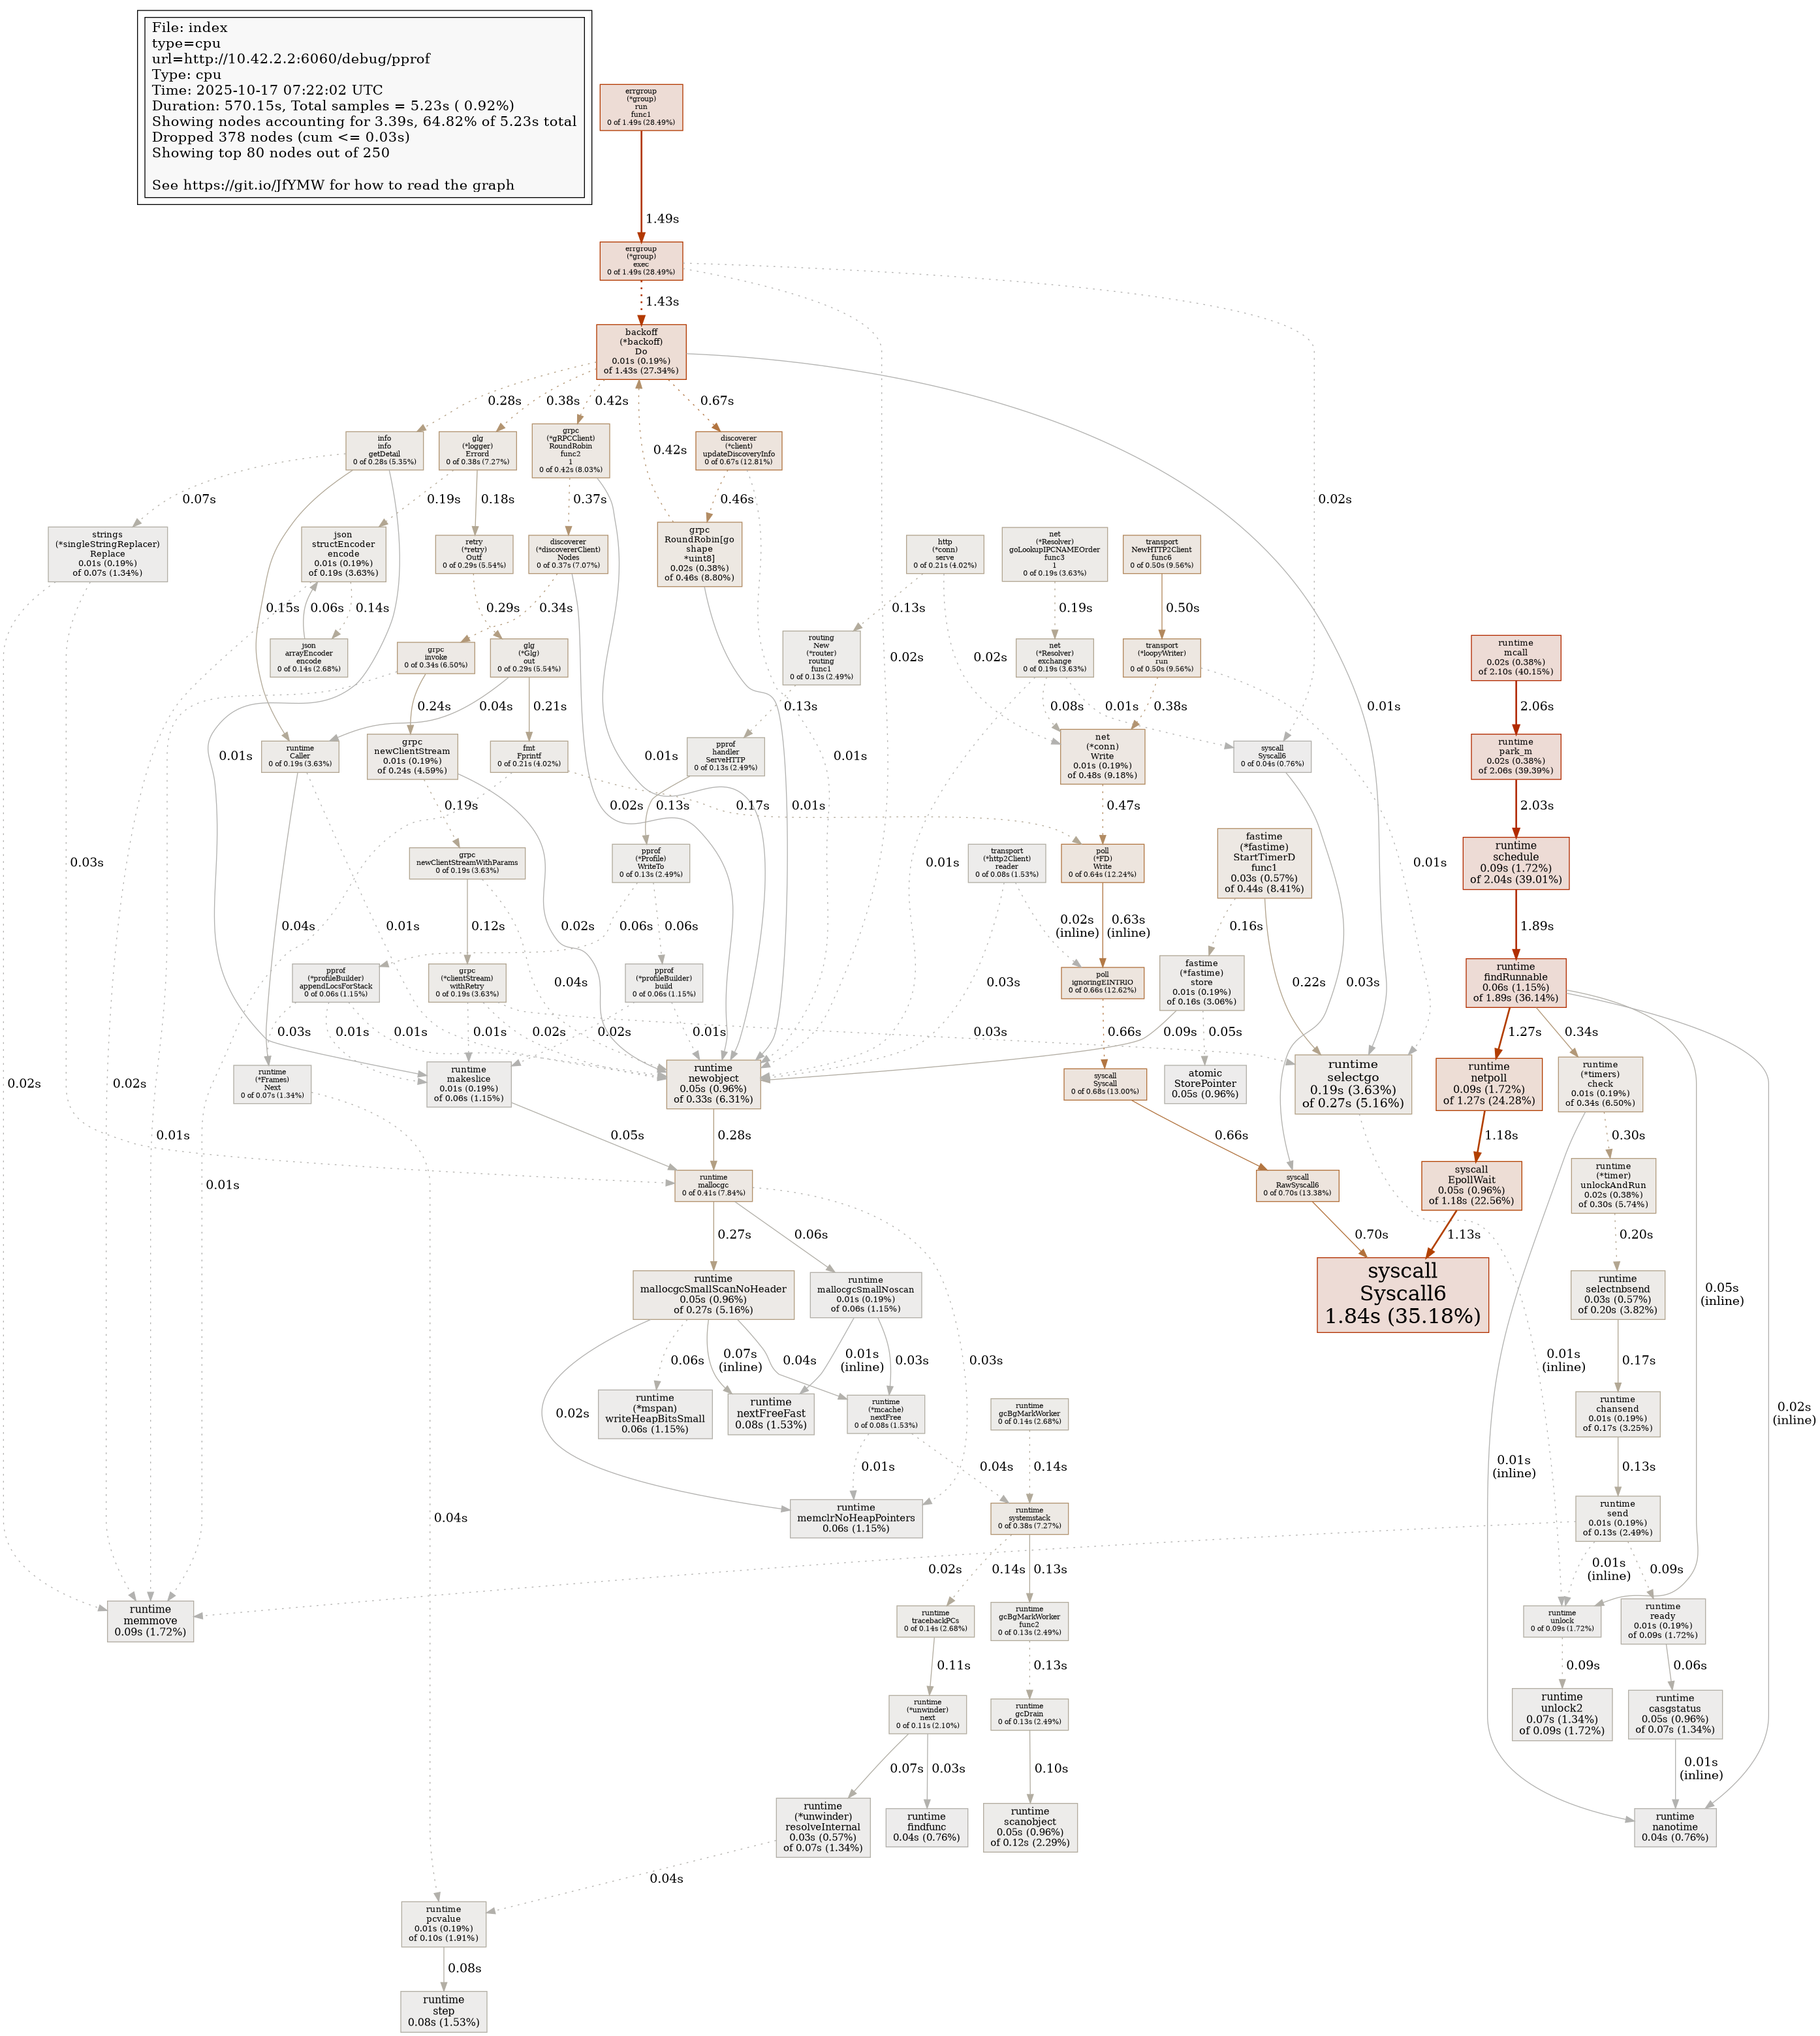 File: index
type=cpu
url=http://10.42.2.2:6060/debug/pprof
Type: cpu
Time: 2025-10-17 07:22:02 UTC
Duration: 570.15s, Total samples = 5.23s ( 0.92%)
Showing nodes accounting for 3.39s, 64.82% of 5.23s total
Dropped 378 nodes (cum <= 0.03s)
Showing top 80 nodes out of 250
See https://git.io/JfYMW for how to read the graph
errgroup
(*group)
run
func1
0 of 1.49s (28.49%)
1.49s
errgroup
(*group)
exec
0 of 1.49s (28.49%)
1.43s
backoff
(*backoff)
Do
0.01s (0.19%)
of 1.43s (27.34%)
0.28s
0.38s
0.42s
0.67s
info
info
getDetail
0 of 0.28s (5.35%)
glg
(*logger)
Errord
0 of 0.38s (7.27%)
grpc
(*gRPCClient)
RoundRobin
func2
1
0 of 0.42s (8.03%)
discoverer
(*client)
updateDiscoveryInfo
0 of 0.67s (12.81%)
0.42s
0.07s
0.19s
0.18s
0.37s
0.46s
0.02s
strings
(*singleStringReplacer)
Replace
0.01s (0.19%)
of 0.07s (1.34%)
json
structEncoder
encode
0.01s (0.19%)
of 0.19s (3.63%)
retry
(*retry)
Outf
0 of 0.29s (5.54%)
discoverer
(*discovererClient)
Nodes
0 of 0.37s (7.07%)
grpc
RoundRobin[go
shape
*uint8]
0.02s (0.38%)
of 0.46s (8.80%)
http
(*conn)
serve
0 of 0.21s (4.02%)
net
(*Resolver)
goLookupIPCNAMEOrder
func3
1
0 of 0.19s (3.63%)
transport
NewHTTP2Client
func6
0 of 0.50s (9.56%)
0.15s
0.06s
0.14s
0.29s
0.34s
0.13s
0.19s
0.50s
json
arrayEncoder
encode
0 of 0.14s (2.68%)
grpc
invoke
0 of 0.34s (6.50%)
glg
(*Glg)
out
0 of 0.29s (5.54%)
routing
New
(*router)
routing
func1
0 of 0.13s (2.49%)
net
(*Resolver)
exchange
0 of 0.19s (3.63%)
transport
(*loopyWriter)
run
0 of 0.50s (9.56%)
runtime
mcall
0.02s (0.38%)
of 2.10s (40.15%)
0.02s
0.02s
0.24s
0.04s
0.21s
0.13s
0.08s
0.01s
0.38s
0.01s
2.06s
runtime
Caller
0 of 0.19s (3.63%)
grpc
newClientStream
0.01s (0.19%)
of 0.24s (4.59%)
fmt
Fprintf
0 of 0.21s (4.02%)
pprof
handler
ServeHTTP
0 of 0.13s (2.49%)
net
(*conn)
Write
0.01s (0.19%)
of 0.48s (9.18%)
syscall
Syscall6
0 of 0.04s (0.76%)
runtime
park_m
0.02s (0.38%)
of 2.06s (39.39%)
0.01s
0.01s
0.01s
0.19s
0.02s
0.13s
0.17s
0.01s
0.47s
2.03s
fastime
(*fastime)
StartTimerD
func1
0.03s (0.57%)
of 0.44s (8.41%)
runtime
schedule
0.09s (1.72%)
of 2.04s (39.01%)
0.03s
grpc
newClientStreamWithParams
0 of 0.19s (3.63%)
pprof
(*Profile)
WriteTo
0 of 0.13s (2.49%)
transport
(*http2Client)
reader
0 of 0.08s (1.53%)
poll
(*FD)
Write
0 of 0.64s (12.24%)
0.01s
0.01s
0.04s
0.01s
0.12s
0.02s
0.06s
0.06s
0.02s
(inline)
0.63s
(inline)
0.16s
1.89s
pprof
(*profileBuilder)
appendLocsForStack
0 of 0.06s (1.15%)
grpc
(*clientStream)
withRetry
0 of 0.19s (3.63%)
0.04s
pprof
(*profileBuilder)
build
0 of 0.06s (1.15%)
0.03s
poll
ignoringEINTRIO
0 of 0.66s (12.62%)
fastime
(*fastime)
store
0.01s (0.19%)
of 0.16s (3.06%)
0.22s
0.03s
runtime
findRunnable
0.06s (1.15%)
of 1.89s (36.14%)
0.03s
0.01s
0.01s
0.01s
0.02s
0.02s
0.01s
0.03s
0.66s
0.09s
0.05s
1.27s
0.34s
runtime
(*Frames)
Next
0 of 0.07s (1.34%)
runtime
makeslice
0.01s (0.19%)
of 0.06s (1.15%)
runtime
newobject
0.05s (0.96%)
of 0.33s (6.31%)
syscall
Syscall
0 of 0.68s (13.00%)
atomic
StorePointer
0.05s (0.96%)
runtime
selectgo
0.19s (3.63%)
of 0.27s (5.16%)
runtime
netpoll
0.09s (1.72%)
of 1.27s (24.28%)
runtime
(*timers)
check
0.01s (0.19%)
of 0.34s (6.50%)
0.02s
0.02s
0.01s
0.05s
0.28s
0.66s
1.18s
0.30s
0.01s
runtime
mallocgc
0 of 0.41s (7.84%)
syscall
RawSyscall6
0 of 0.70s (13.38%)
syscall
EpollWait
0.05s (0.96%)
of 1.18s (22.56%)
runtime
(*timer)
unlockAndRun
0.02s (0.38%)
of 0.30s (5.74%)
0.27s
0.06s
0.70s
1.13s
0.20s
runtime
mallocgcSmallScanNoHeader
0.05s (0.96%)
of 0.27s (5.16%)
runtime
mallocgcSmallNoscan
0.01s (0.19%)
of 0.06s (1.15%)
syscall
Syscall6
1.84s (35.18%)
runtime
selectnbsend
0.03s (0.57%)
of 0.20s (3.82%)
0.05s
(inline)
0.06s
0.07s
(inline)
0.04s
0.01s
(inline)
0.03s
0.03s
0.01s
(inline)
0.17s
0.02s
runtime
(*mspan)
writeHeapBitsSmall
0.06s (1.15%)
runtime
nextFreeFast
0.08s (1.53%)
runtime
(*mcache)
nextFree
0 of 0.08s (1.53%)
runtime
gcBgMarkWorker
0 of 0.14s (2.68%)
runtime
chansend
0.01s (0.19%)
of 0.17s (3.25%)
0.02s
(inline)
0.01s
0.04s
0.14s
0.01s
(inline)
0.13s
runtime
memclrNoHeapPointers
0.06s (1.15%)
runtime
systemstack
0 of 0.38s (7.27%)
runtime
send
0.01s (0.19%)
of 0.13s (2.49%)
0.04s
0.02s
0.14s
0.13s
0.01s
(inline)
0.09s
runtime
memmove
0.09s (1.72%)
runtime
tracebackPCs
0 of 0.14s (2.68%)
runtime
gcBgMarkWorker
func2
0 of 0.13s (2.49%)
runtime
unlock
0 of 0.09s (1.72%)
runtime
ready
0.01s (0.19%)
of 0.09s (1.72%)
0.11s
0.13s
0.09s
0.06s
runtime
(*unwinder)
next
0 of 0.11s (2.10%)
runtime
gcDrain
0 of 0.13s (2.49%)
runtime
unlock2
0.07s (1.34%)
of 0.09s (1.72%)
runtime
casgstatus
0.05s (0.96%)
of 0.07s (1.34%)
0.07s
0.03s
0.10s
0.01s
(inline)
runtime
(*unwinder)
resolveInternal
0.03s (0.57%)
of 0.07s (1.34%)
runtime
findfunc
0.04s (0.76%)
runtime
scanobject
0.05s (0.96%)
of 0.12s (2.29%)
runtime
nanotime
0.04s (0.76%)
0.04s
runtime
pcvalue
0.01s (0.19%)
of 0.10s (1.91%)
0.08s
runtime
step
0.08s (1.53%)